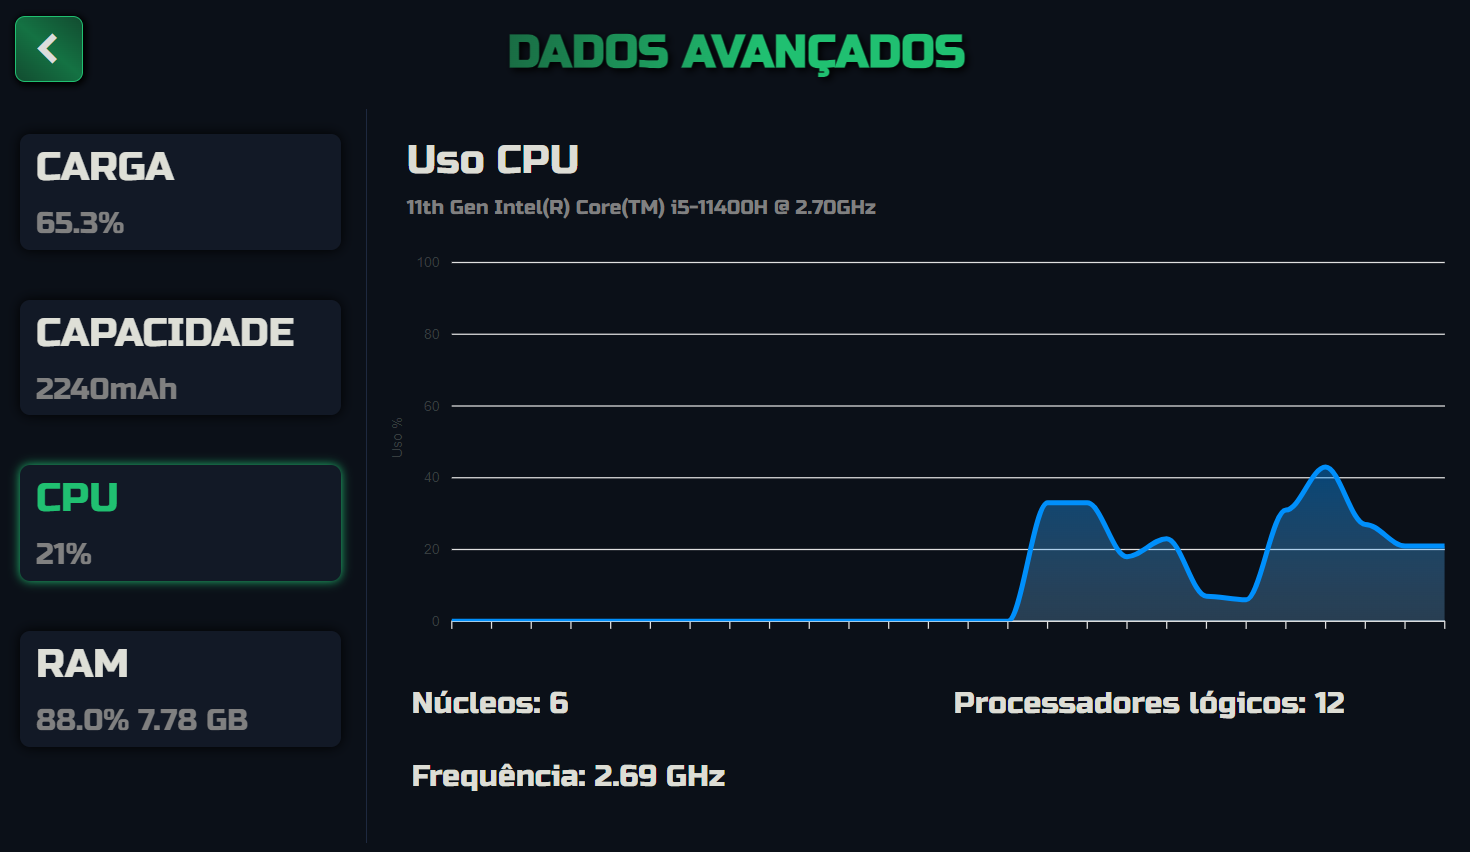 DADOS AVANÇADOS
CARGA
65.3%
CAPACIDADE
2240mAh
CPU
21%
RAM
88.0% 7.78 GB
Uso CPU
11th Gen Intel(R) Core(TM) i5-11400H @ 2.70GHz
Uso %
100
80
60
40
20
0
Núcleos: 6
Processadores lógicos: 12
Frequência: 2.69 GHz